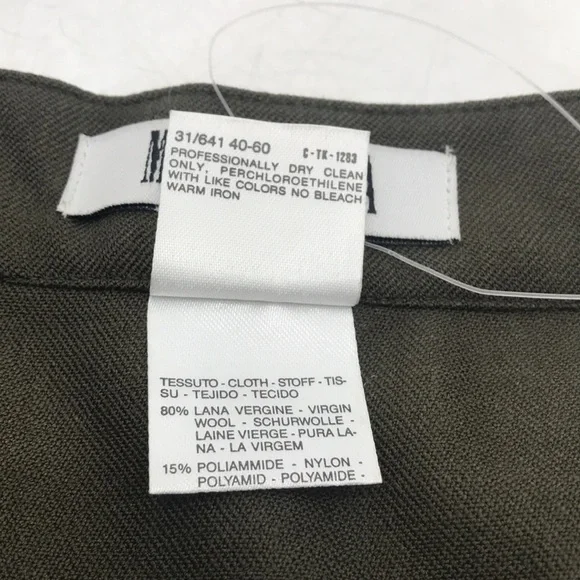 31/641 40-60 C-TK-1283
PROFESSIONALLY DRY CLEAN
ONLY, PERCHLOROETHILENE
WITH LIKE COLORS NO BLEACH
WARM IRON
TESSUTO - CLOTH - STOFF - TIS-
SU - TEJIDO - TECIDO
80% LANA VERGINE - VIRGIN
WOOL - SCHURWOLLE -
LAINE VIERGE - PURA LA-
NA - LA VIRGEM
15% POLIAMMIDE - NYLON -
POLYAMID - POLYAMIDE -